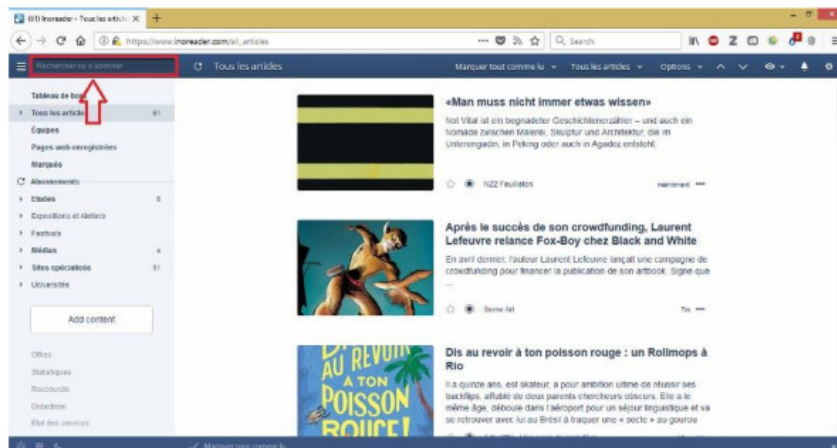 (61) Inoreader - Tous les articl
https://www.inoreader.com/all_articles
Search
Rechercher ou s'abonner
Tous les articles
Marquer tout comme lu
Tous les articles
Options
Tableau de bord
Tous les articles 61
Équipes
Pages web enregistrées
Marqués
Abonnements
Etudes 6
Expositions et Ateliers
Festivals
Médias 4
Sites spécialisés 51
Universités
Add content
Offres
Statistiques
Raccourcis
Didacticiel
Etat des services
«Man muss nicht immer etwas wissen»
Not Vital ist ein begnadeter Geschichtenerzähler – und auch ein
Nomade zwischen Malerei, Skulptur und Architektur, die im
Unterengadin, in Peking oder auch in Agadez entsteht.
NZZ Feuilleton
maintenant
Après le succès de son crowdfunding, Laurent
Lefeuvre relance Fox-Boy chez Black and White
En avril dernier, l'auteur Laurent Lefeuvre lançait une campagne de
crowdfunding pour financer la publication de son artbook. Signe que
...
9eme Art
AU REVOIR
À TON
POISSON
ROUGE!
Dis au revoir à ton poisson rouge : un Rollmops à
Rio
Il a quinze ans, est skateur, a pour ambition ultime de réussir ses
backflips, affublé de deux parents chercheurs obscurs. Elle a le
même âge, déboule dans l'aéroport pour un séjour linguistique et va
se retrouver avec lui au Brésil à traquer une « secte » au gourou
Marquer tout comme lu